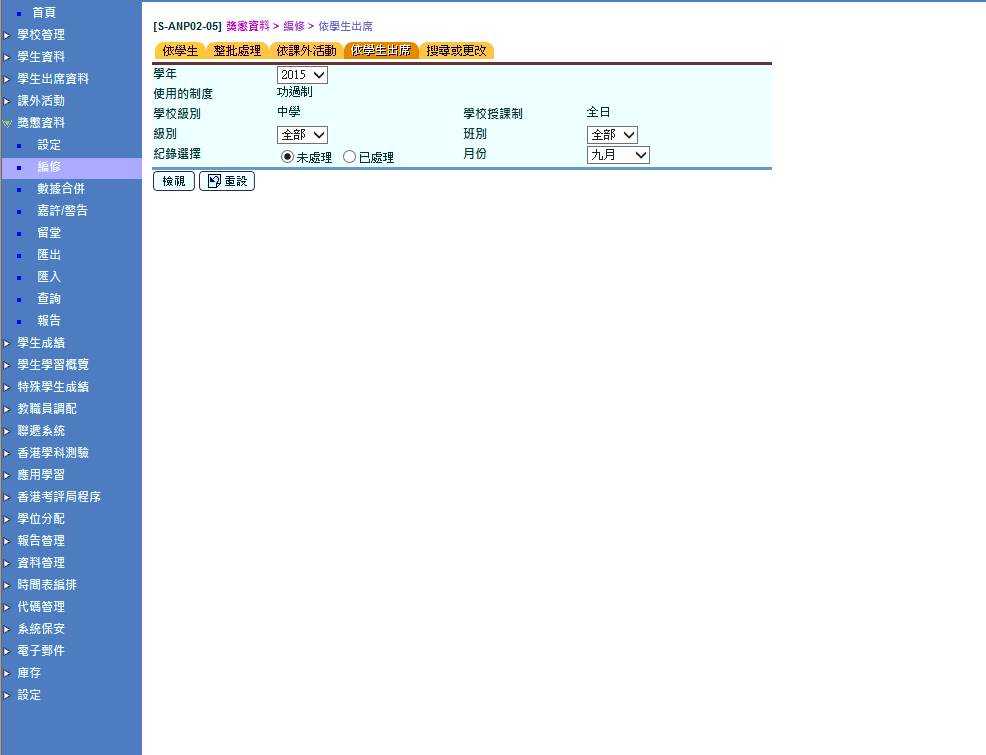 首頁
學校管理
學生資料
學生出席資料
課外活動
獎懲資料
設定
編修
數據合併
嘉許/警告
留堂
匯出
匯入
查詢
報告
學生成績
學生學習概覽
特殊學生成績
教職員調配
聯遞系統
香港學科測驗
應用學習
香港考評局程序
學位分配
報告管理
資料管理
時間表編排
代碼管理
系統保安
電子郵件
庫存
設定
[S-ANP02-05] 獎懲資料 > 編修 > 依學生出席
依學生 整批處理 依課外活動 依學生出席 搜尋或更改
學年 2015
使用的制度 功過制
學校級別 中學 學校授課制 全日
級別 全部 班別 全部
紀錄選擇 未處理 已處理 月份 九月
檢視 重設